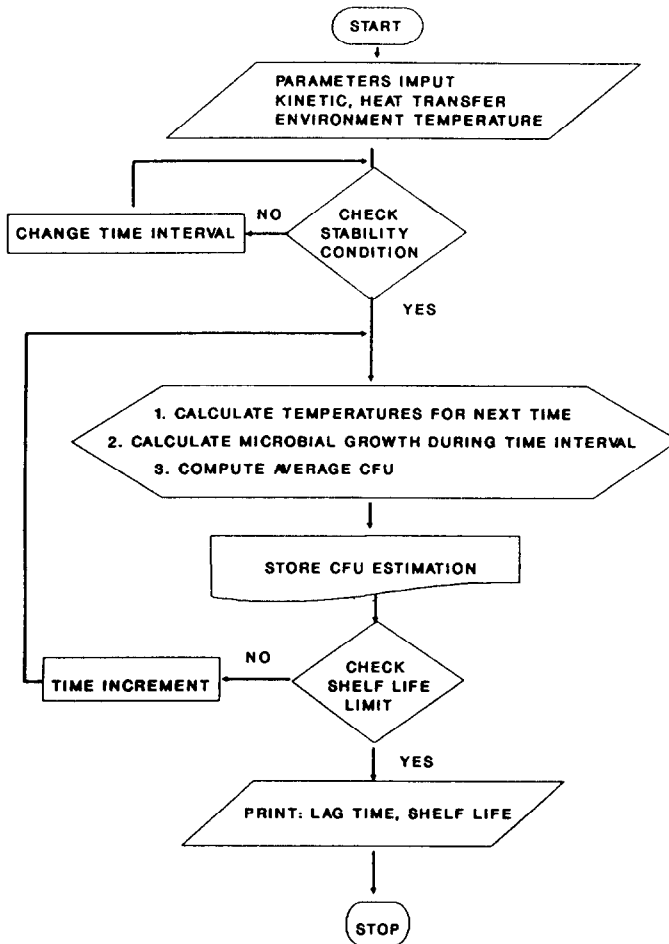 START
PARAMETERS IMPUT
KINETIC, HEAT TRANSFER
ENVIRONMENT TEMPERATURE
NO
CHANGE TIME INTERVAL
CHECK
STABILITY
CONDITION
YES
1. CALCULATE TEMPERATURES FOR NEXT TIME
2. CALCULATE MICROBIAL GROWTH DURING TIME INTERVAL
3. COMPUTE AVERAGE CFU
STORE CFU ESTIMATION
NO
TIME INCREMENT
CHECK
SHELF LIFE
LIMIT
YES
PRINT: LAG TIME, SHELF LIFE
STOP